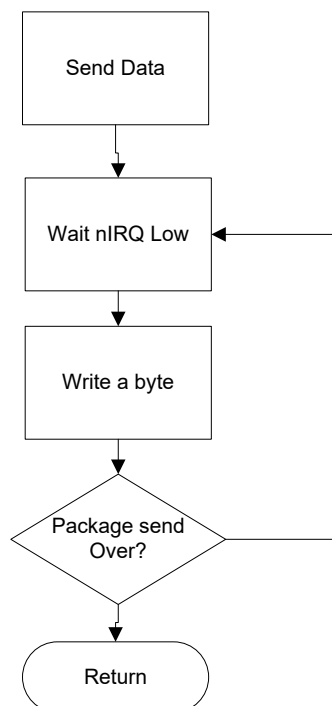 Send Data
Wait nIRQ Low
Write a byte
Package send
Over?
Return